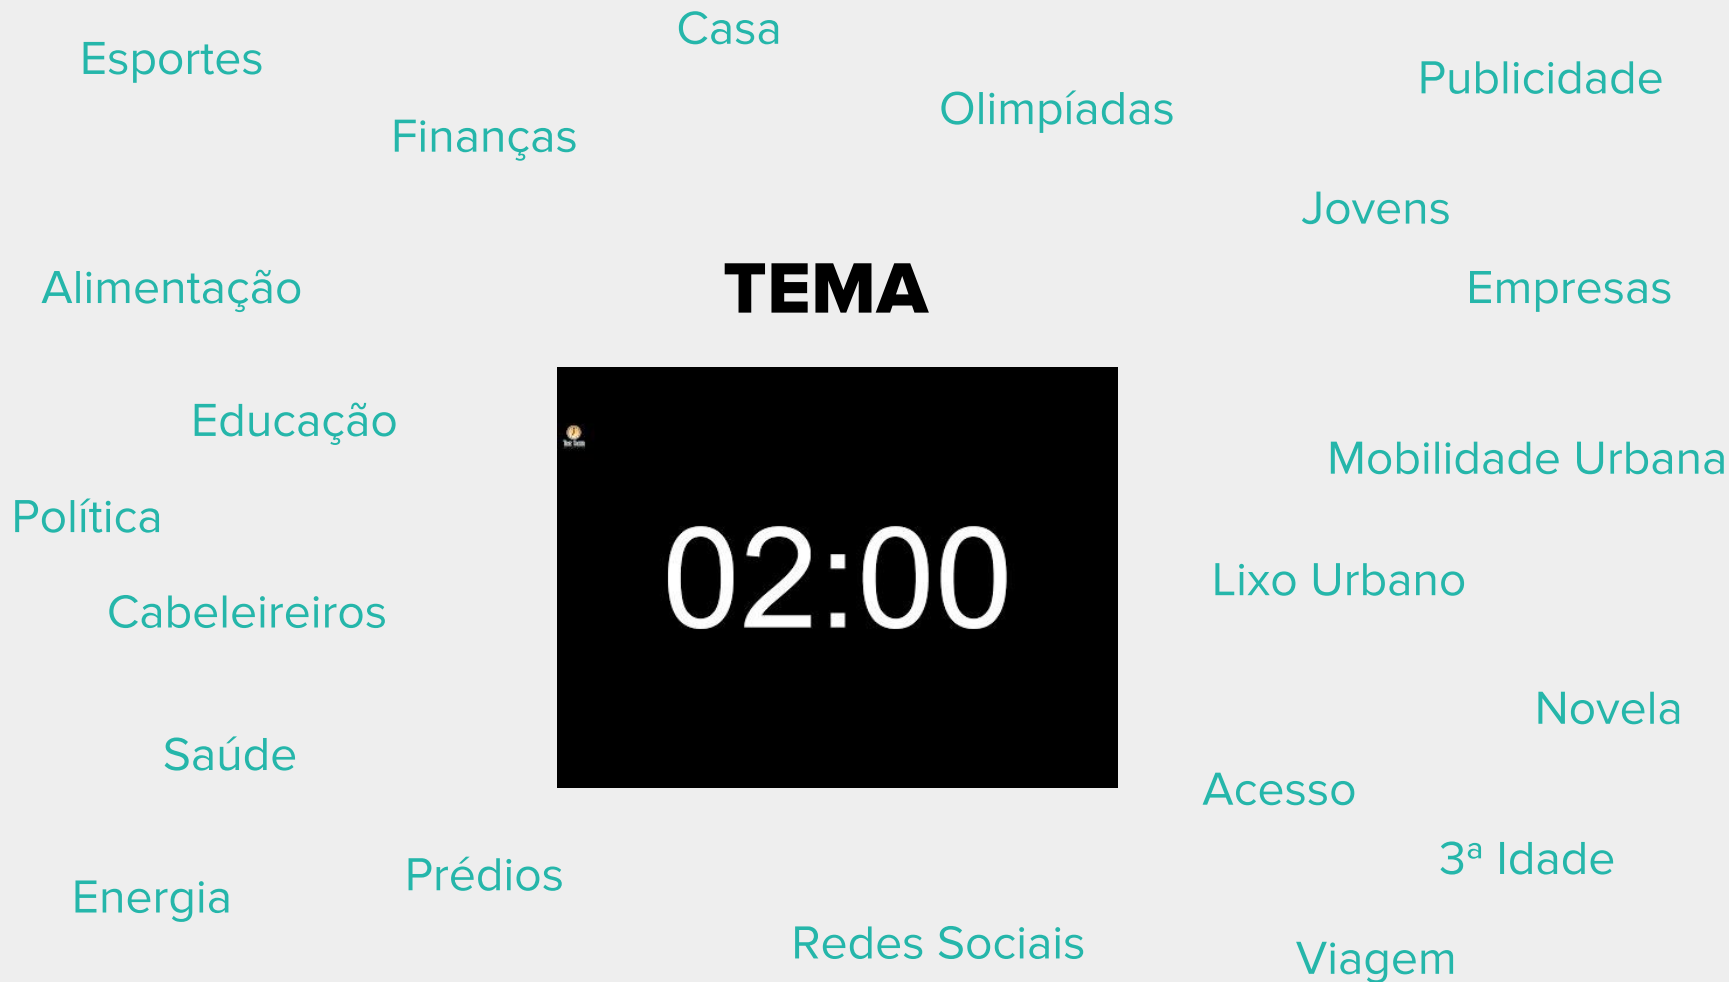 Casa
Esportes
Publicidade
Olimpíadas
Finanças
Jovens
TEMA
Alimentação
Empresas
Educação
Mobilidade Urbana
Política
02:00
Lixo Urbano
Cabeleireiros
Novela
Saúde
Acesso
3ª Idade
Prédios
Energia
Redes Sociais
Viagem